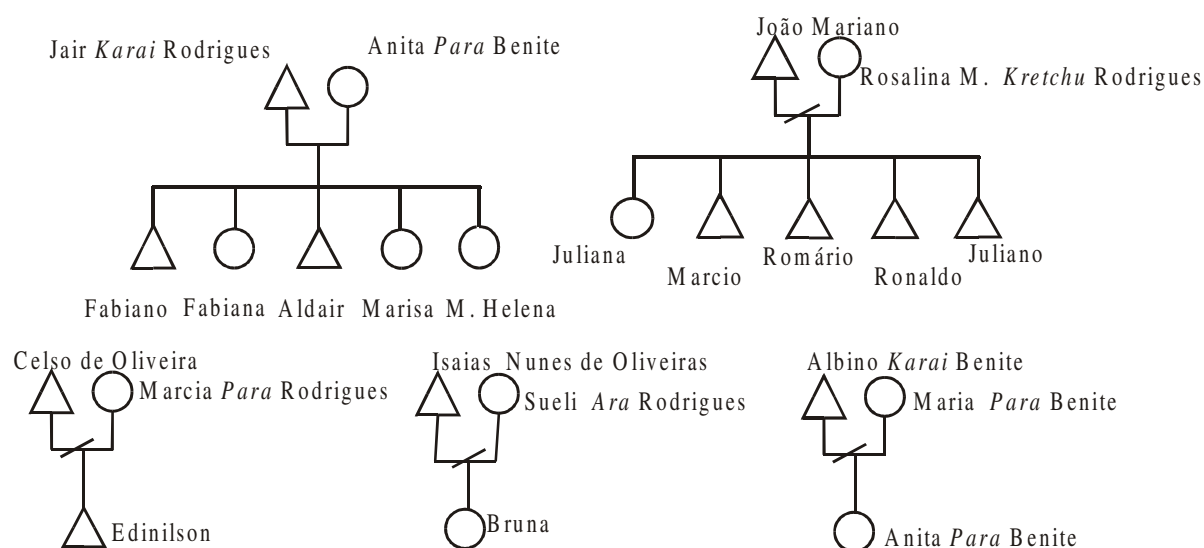 João Mariano
Jair Karai Rodrigues
Anita Para Benite
Rosalina M. Kretchu Rodrigues
Juliana
Marcio
Romário
Ronaldo
Juliano
Fabiano Fabiana Aldair Marisa M. Helena
Celso de Oliveira
Marcia Para Rodrigues
Isaias Nunes de Oliveiras
Sueli Ara Rodrigues
Albino Karai Benite
Maria Para Benite
Edinilson
Bruna
Anita Para Benite